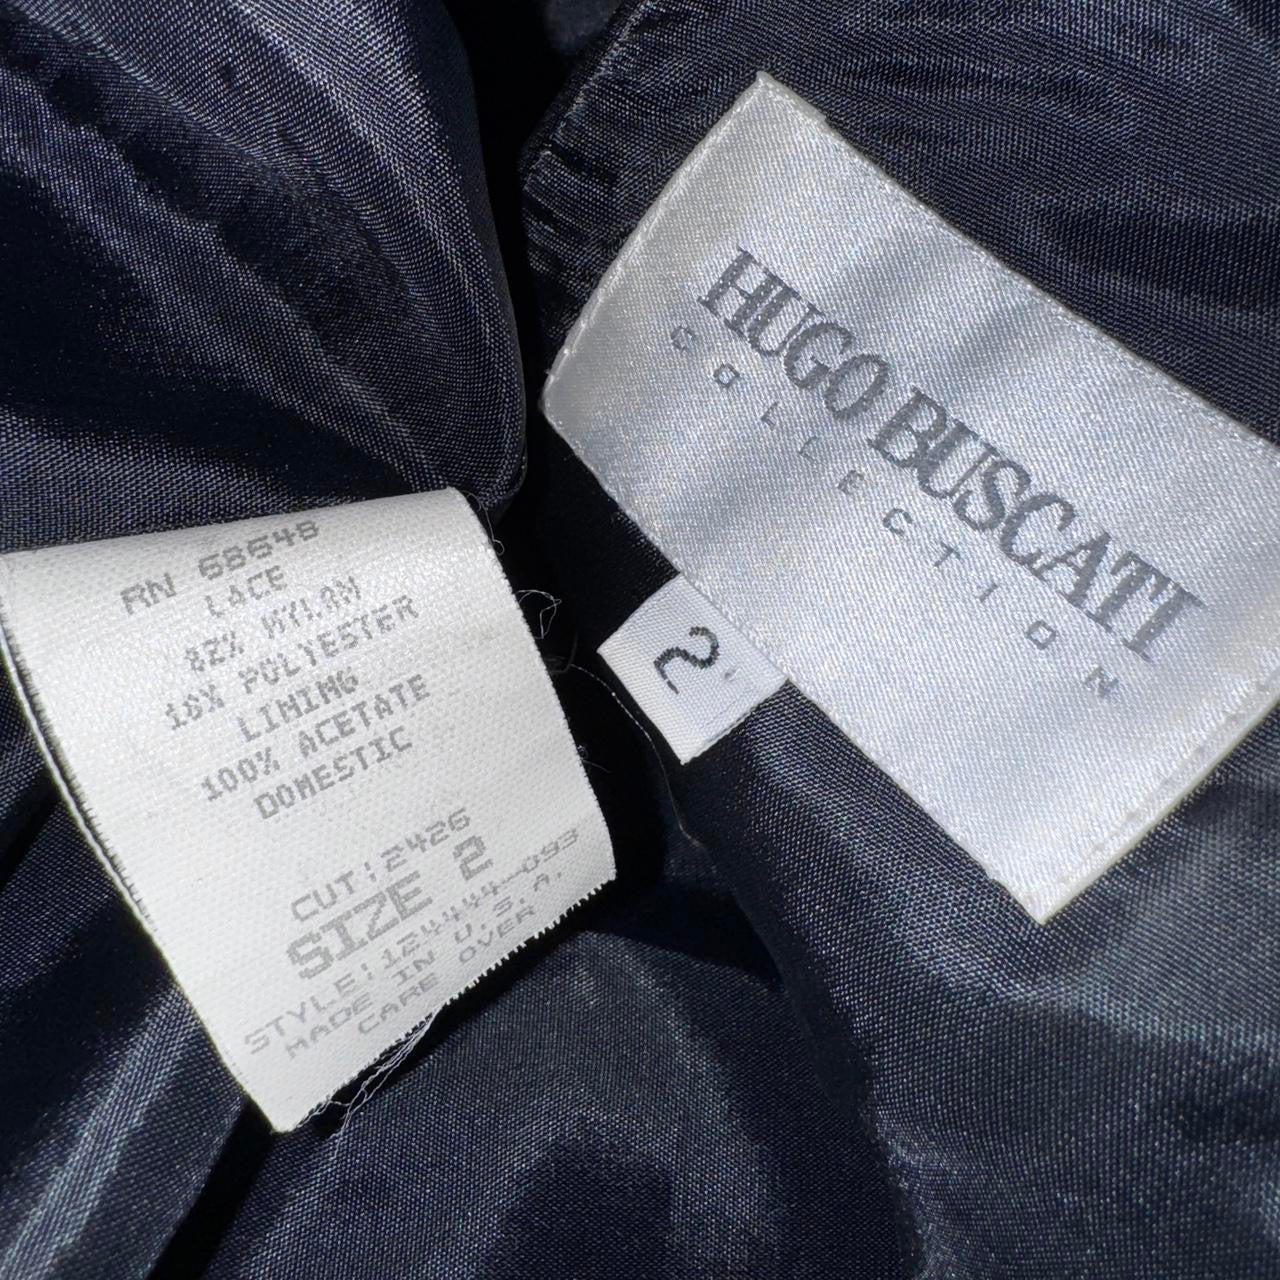 HUGO BUSCATI
COLLECTION
2
RN 68648
LACE
82% NYLON
18% POLYESTER
LINING
100% ACETATE
DOMESTIC
CUT:2426
SIZE 2
STYLE:12444-093
MADE IN U.S.A.
CARE OVER